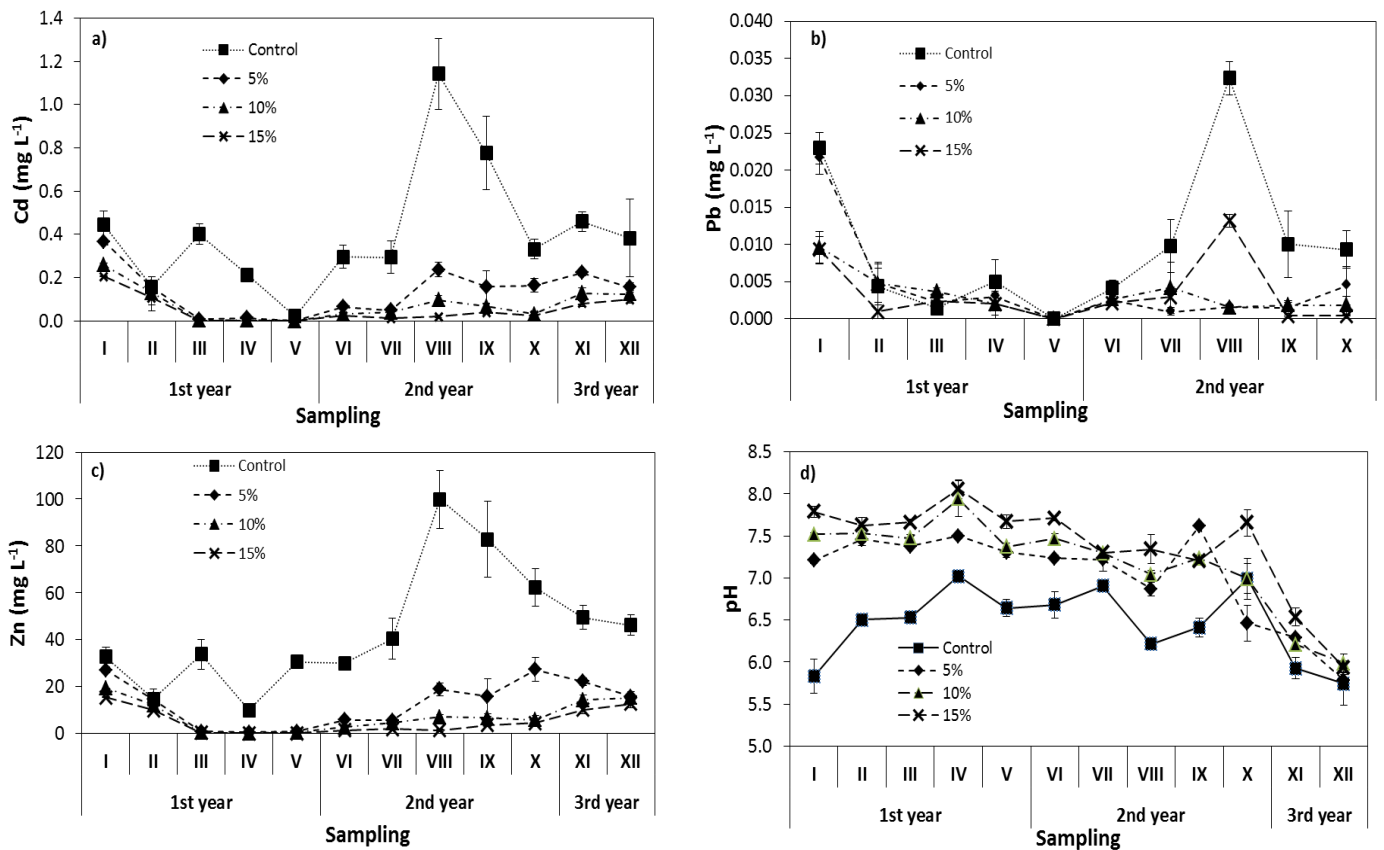 a)
Control
5%
10%
15%
Cd (mg L-1)
1.4
1.2
1.0
0.8
0.6
0.4
0.2
0.0
I II III IV V VI VII VIII IX X XI XII
1st year 2nd year 3rd year
Sampling
b)
Control
5%
10%
15%
Pb (mg L-1)
0.040
0.035
0.030
0.025
0.020
0.015
0.010
0.005
0.000
I II III IV V VI VII VIII IX X
1st year 2nd year
Sampling
c)
Control
5%
10%
15%
Zn (mg L-1)
120
100
80
60
40
20
0
I II III IV V VI VII VIII IX X XI XII
1st year 2nd year 3rd year
Sampling
d)
Control
5%
10%
15%
pH
8.5
8.0
7.5
7.0
6.5
6.0
5.5
5.0
I II III IV V VI VII VIII IX X XI XII
1st year 2nd year 3rd year
Sampling